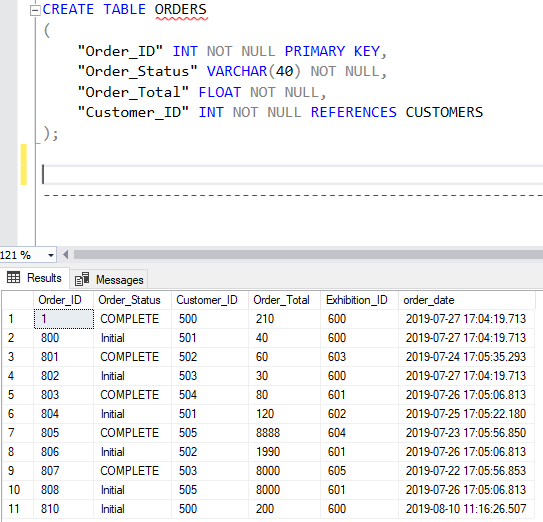 CREATE TABLE ORDERS
(
"Order_ID" INT NOT NULL PRIMARY KEY,
"Order_Status" VARCHAR(40) NOT NULL,
"Order_Total" FLOAT NOT NULL,
"Customer_ID" INT NOT NULL REFERENCES CUSTOMERS
);
121 %
Results Messages
Order_ID Order_Status Customer_ID Order_Total Exhibition_ID order_date
1 1 COMPLETE 500 210 600 2019-07-27 17:04:19.713
2 800 Initial 501 40 600 2019-07-27 17:04:19.713
3 801 COMPLETE 502 60 603 2019-07-24 17:05:35.293
4 802 Initial 503 30 600 2019-07-27 17:04:19.713
5 803 COMPLETE 504 80 601 2019-07-26 17:05:06.813
6 804 Initial 501 120 602 2019-07-25 17:05:22.180
7 805 COMPLETE 505 8888 604 2019-07-23 17:05:56.850
8 806 Initial 502 1990 601 2019-07-26 17:05:06.813
9 807 COMPLETE 503 8000 605 2019-07-22 17:05:56.853
10 808 Initial 505 8000 601 2019-07-26 17:05:06.813
11 810 Initial 500 200 600 2019-08-10 11:16:26.507